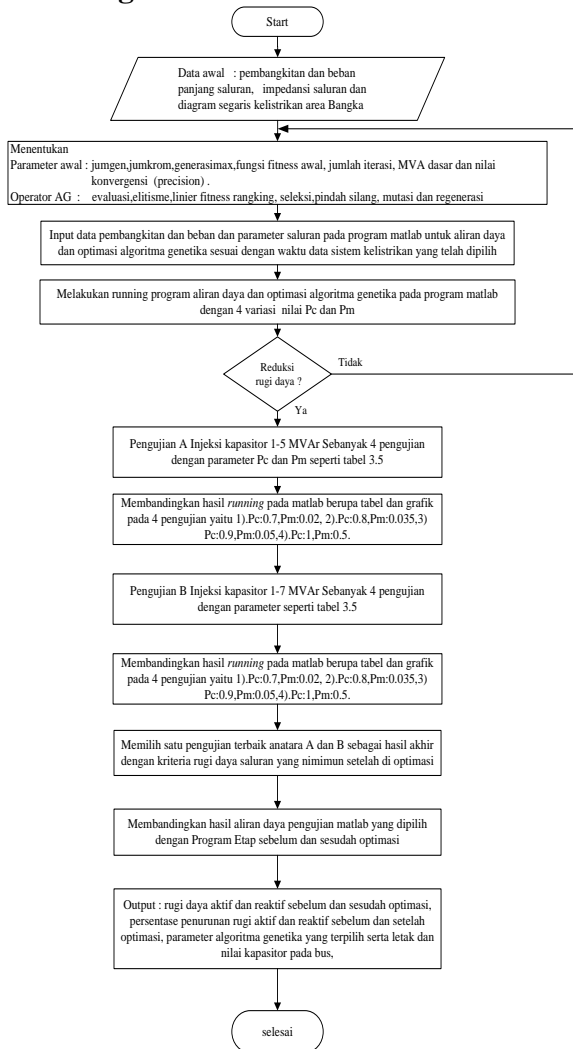 Start
Data awal : pembangkitan dan beban
panjang saluran, impedansi saluran dan
diagram segaris kelistrikan area Bangka
Menentukan
Parameter awal : jumgen,jumkrom,generasimax,fungsi fitness awal, jumlah iterasi, MVA dasar dan nilai
konvergensi (precision) .
Operator AG : evaluasi,elitisme,linier fitness rangking, seleksi,pindah silang, mutasi dan regenerasi
Input data pembangkitan dan beban dan parameter saluran pada program matlab untuk aliran daya
dan optimasi algoritma genetika sesuai dengan waktu data sistem kelistrikan yang telah dipilih
Melakukan running program aliran daya dan optimasi algoritma genetika pada program matlab
dengan 4 variasi nilai Pc dan Pm
Reduksi
rugi daya ?
Tidak
Ya
Pengujian A Injeksi kapasitor 1-5 MVAr Sebanyak 4 pengujian
dengan parameter Pc dan Pm seperti tabel 3.5
Membandingkan hasil running pada matlab berupa tabel dan grafik
pada 4 pengujian yaitu 1).Pc:0.7,Pm:0.02, 2).Pc:0.8,Pm:0.035,3)
Pc:0.9,Pm:0.05,4).Pc:1,Pm:0.5.
Pengujian B Injeksi kapasitor 1-7 MVAr Sebanyak 4 pengujian
dengan parameter seperti tabel 3.5
Membandingkan hasil running pada matlab berupa tabel dan grafik
pada 4 pengujian yaitu 1).Pc:0.7,Pm:0.02, 2).Pc:0.8,Pm:0.035,3)
Pc:0.9,Pm:0.05,4).Pc:1,Pm:0.5.
Memilih satu pengujian terbaik anatara A dan B sebagai hasil akhir
dengan kriteria rugi daya saluran yang nimimun setelah di optimasi
Membandingkan hasil aliran daya pengujian matlab yang dipilih
dengan Program Etap sebelum dan sesudah optimasi
Output : rugi daya aktif dan reaktif sebelum dan sesudah optimasi,
persentase penurunan rugi aktif dan reaktif sebelum dan setelah
optimasi, parameter algoritma genetika yang terpilih serta letak dan
nilai kapasitor pada bus,
selesai